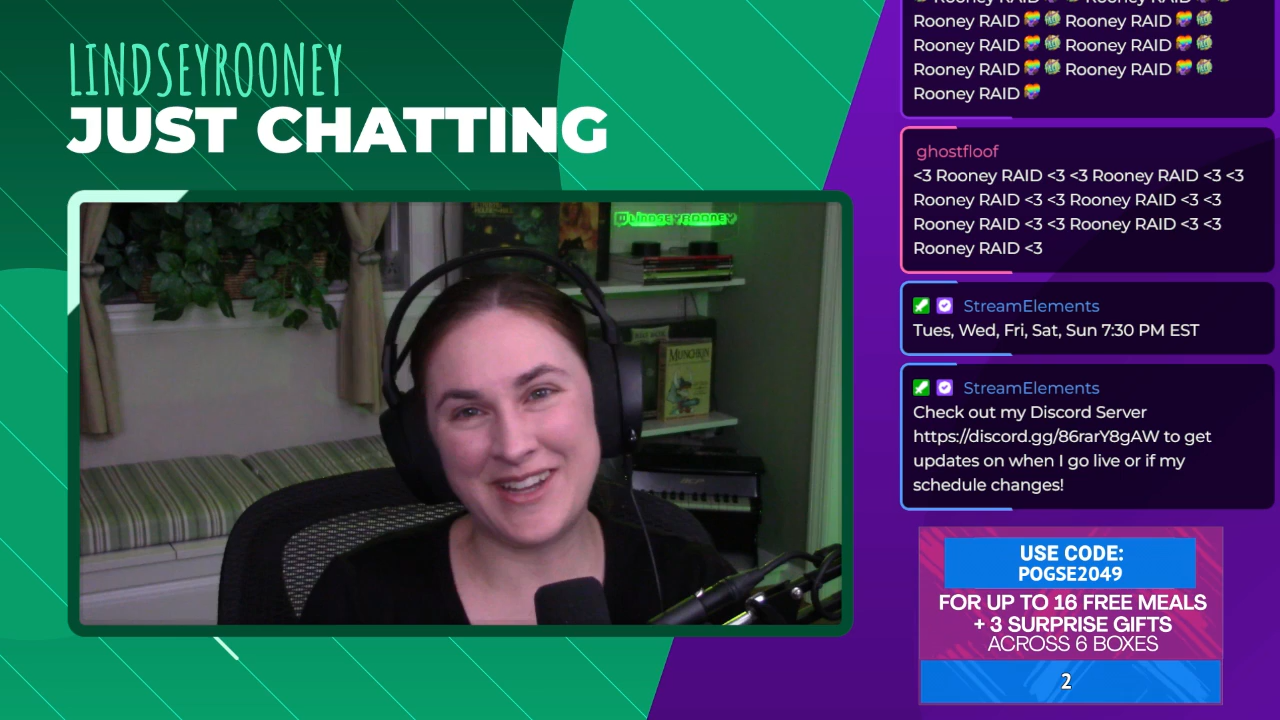 LINDSEYROONEY
JUST CHATTING
LINDSEYROONEY
MUNCHKIN
Rooney RAID Rooney RAID
Rooney RAID Rooney RAID
Rooney RAID Rooney RAID
Rooney RAID Rooney RAID
Rooney RAID
ghostfloof
<3 Rooney RAID <3 <3 Rooney RAID <3 <3
Rooney RAID <3 <3 Rooney RAID <3 <3
Rooney RAID <3 <3 Rooney RAID <3 <3
Rooney RAID <3
StreamElements
Tues, Wed, Fri, Sat, Sun 7:30 PM EST
StreamElements
Check out my Discord Server
https://discord.gg/86rarY8gAW to get
updates on when I go live or if my
schedule changes!
USE CODE:
POGSE2049
FOR UP TO 16 FREE MEALS
+ 3 SURPRISE GIFTS
ACROSS 6 BOXES
2